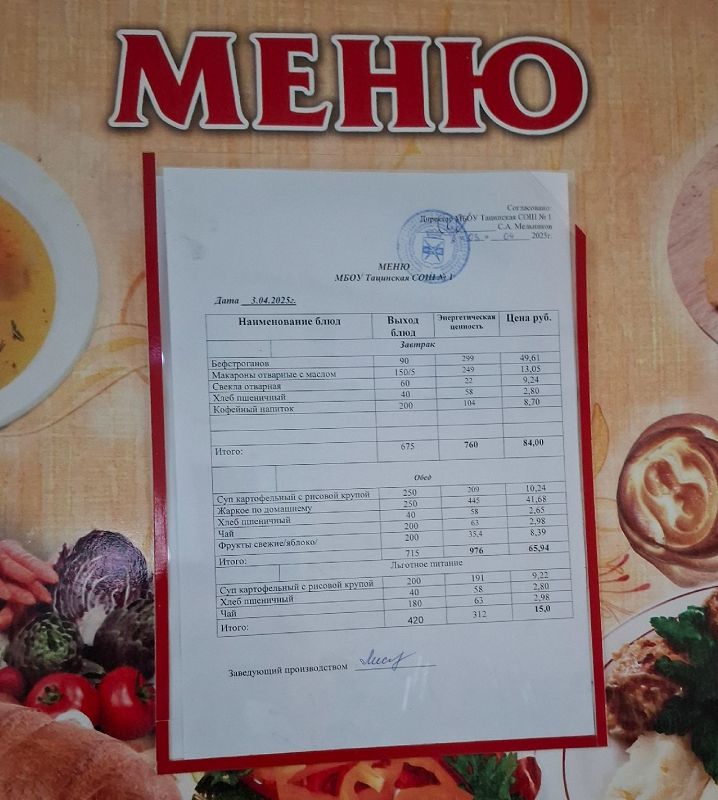 МЕНЮ
Согласовано:
Директор МБОУ Тацинская СОШ № 1
С.А. Мельников
« 03 » 04 2025г.
МЕНЮ
МБОУ Тацинская СОШ № 1
Дата 3.04.2025г.
Наименование блюд Выход блюд Энергетическая ценность Цена руб.
Завтрак
Бефстроганов 90 299 49,61
Макароны отварные с маслом 150/5 249 13,05
Свекла отварная 60 22 9,24
Хлеб пшеничный 40 58 2,80
Кофейный напиток 200 104 8,70
Итого: 675 760 84,00
Обед
Суп картофельный с рисовой крупой 250 209 10,24
Жаркое по домашнему 250 445 41,68
Хлеб пшеничный 40 58 2,65
Чай 200 63 2,98
Фрукты свежие/яблоко/ 200 35,4 8,39
Итого: 715 976 65,94
Льготное питание
Суп картофельный с рисовой крупой 200 191 9,22
Хлеб пшеничный 40 58 2,80
Чай 180 63 2,98
Итого: 420 312 15,0
Заведующий производством